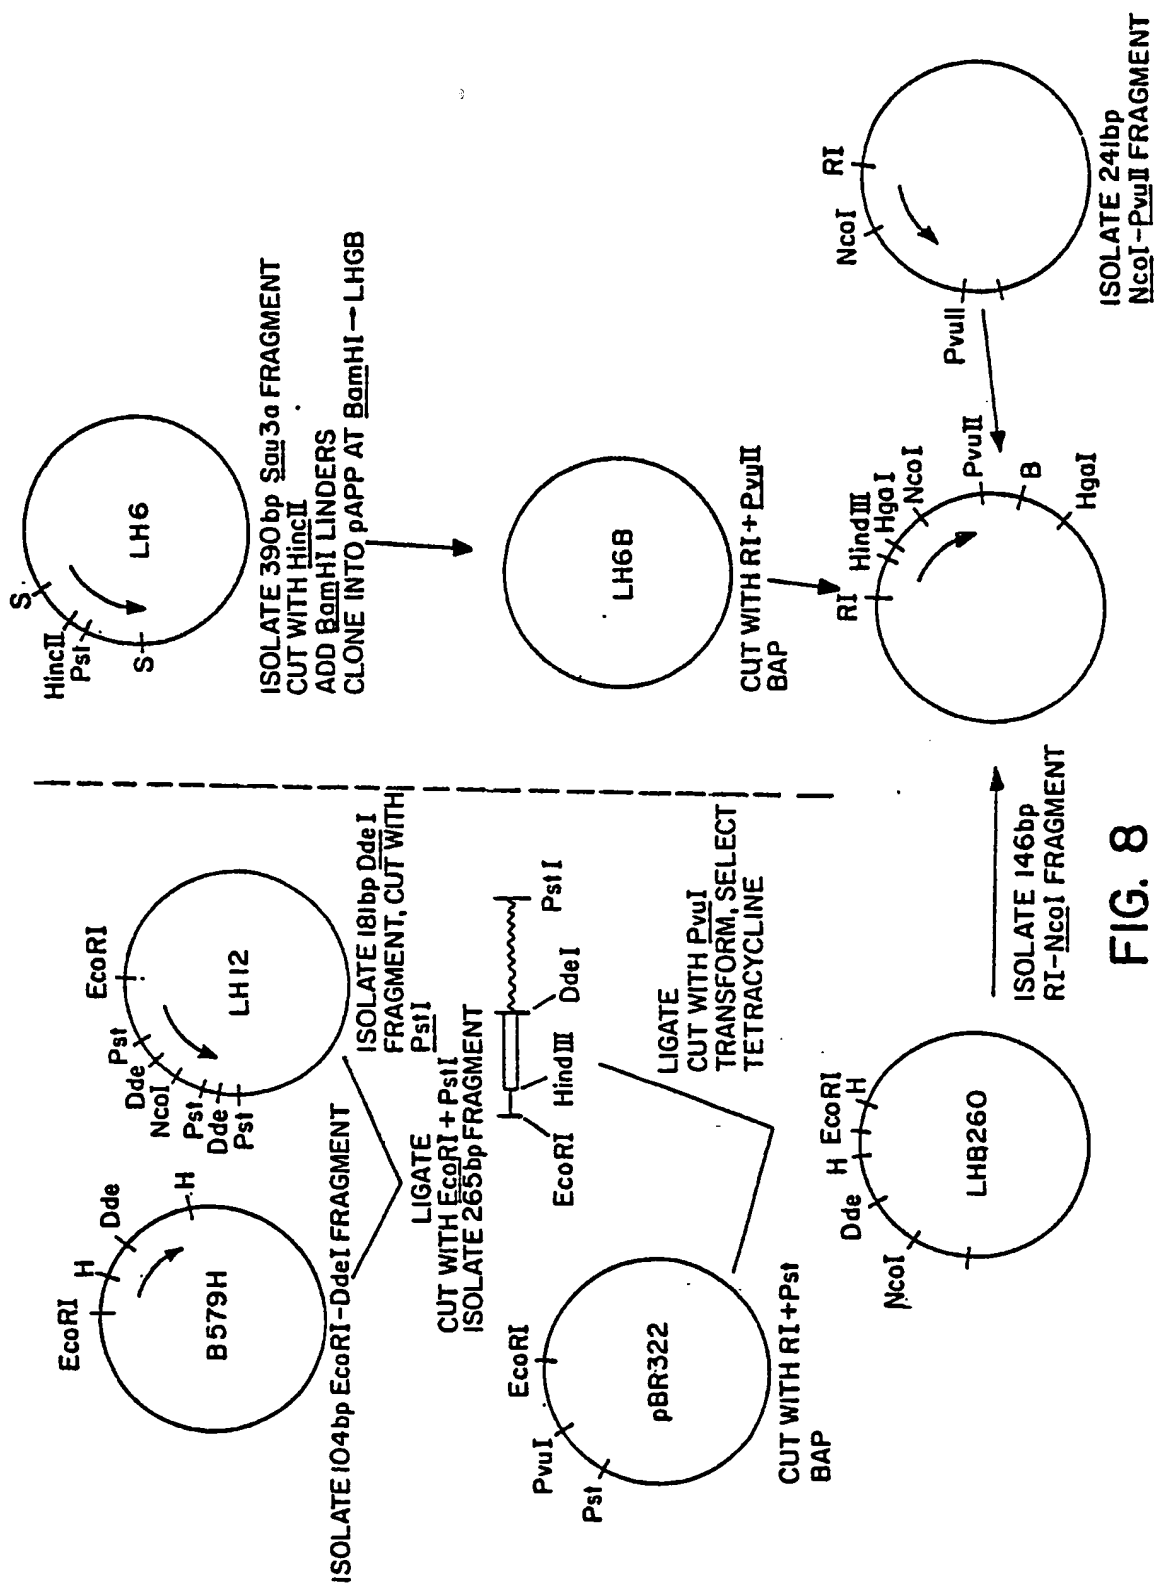 EcoRI
H
Dde
H
B579H
ISOLATE 104bp EcoRI-DdeI FRAGMENT
EcoRI
Pst
Dde
NcoI
Pst
Dde
Pst
LH12
ISOLATE 181bp DdeI
FRAGMENT, CUT WITH
PstI
LIGATE
CUT WITH EcoRI + PstI
ISOLATE 265bp FRAGMENT
EcoRI
HindIII
DdeI
PstI
EcoRI
PvuI
Pst
pBR322
CUT WITH RI+Pst
BAP
LIGATE
CUT WITH PvuI
TRANSFORM, SELECT
TETRACYCLINE
H
EcoRI
H
Dde
NcoI
LHB260
ISOLATE 146bp
RI-NcoI FRAGMENT
S
HincII
Pst
S
LH6
ISOLATE 390bp Sau3a FRAGMENT
CUT WITH HincII
ADD BamHI LINDERS
CLONE INTO pAPP AT BamHI→LHGB
LH6B
CUT WITH RI+PvuII
BAP
RI
HindIII
HgaI
NcoI
PvuII
B
HgaI
RI
NcoI
PvuII
ISOLATE 241bp
NcoI-PvuII FRAGMENT
FIG. 8